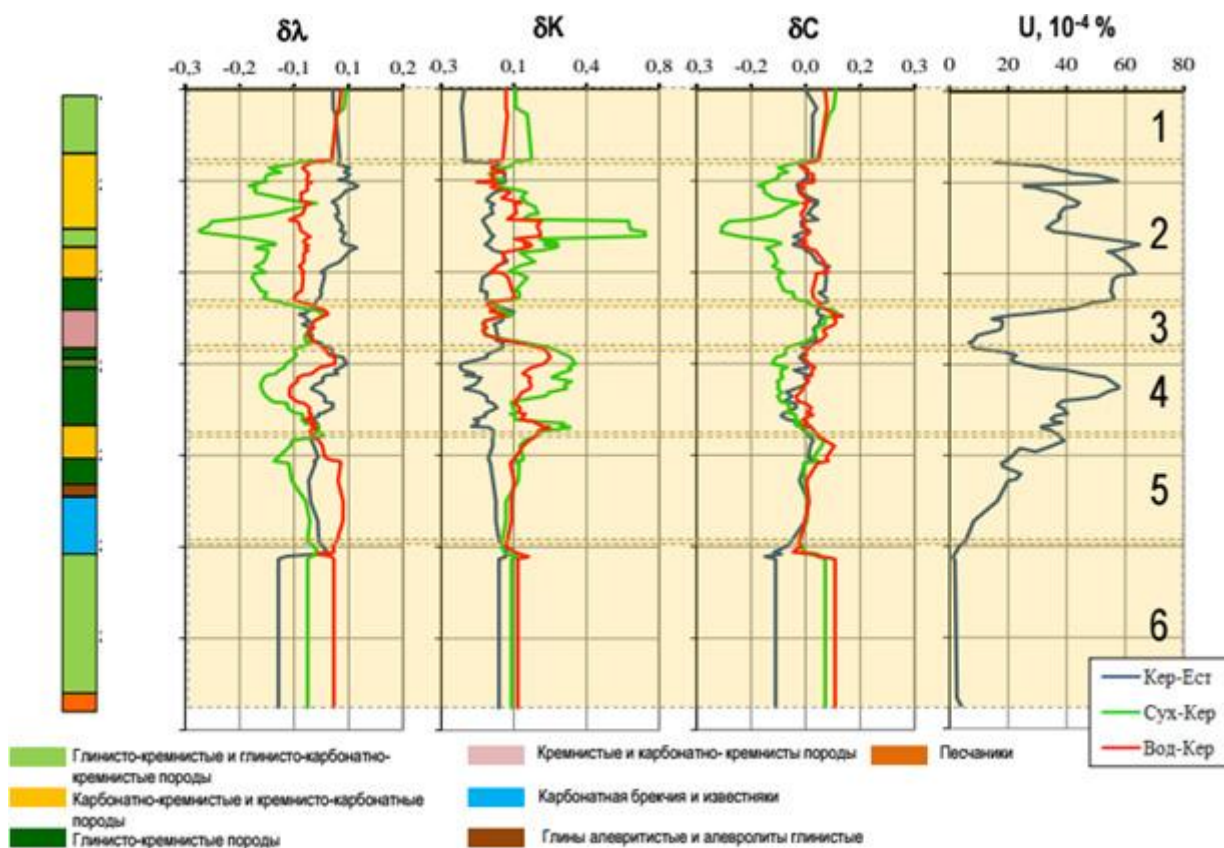 δλ δK δC U, 10⁻⁴ %
-0,3 -0,2 -0,1 0,1 0,2 -0,3 0,1 0,4 0,8 -0,3 -0,2 0,0 0,2 0,3 0 20 40 60 80
1
2
3
4
5
6
Кер-Ест
Сух-Кер
Вод-Кер
Глинисто-кремнистые и глинисто-карбонатно-
кремнистые породы
Карбонатно-кремнистые и кремнисто-карбонатные
породы
Глинисто-кремнистые породы
Кремнистые и карбонатно- кремнисты породы
Карбонатная брекчия и известняки
Глины алевритистые и алевролиты глинистые
Песчаники